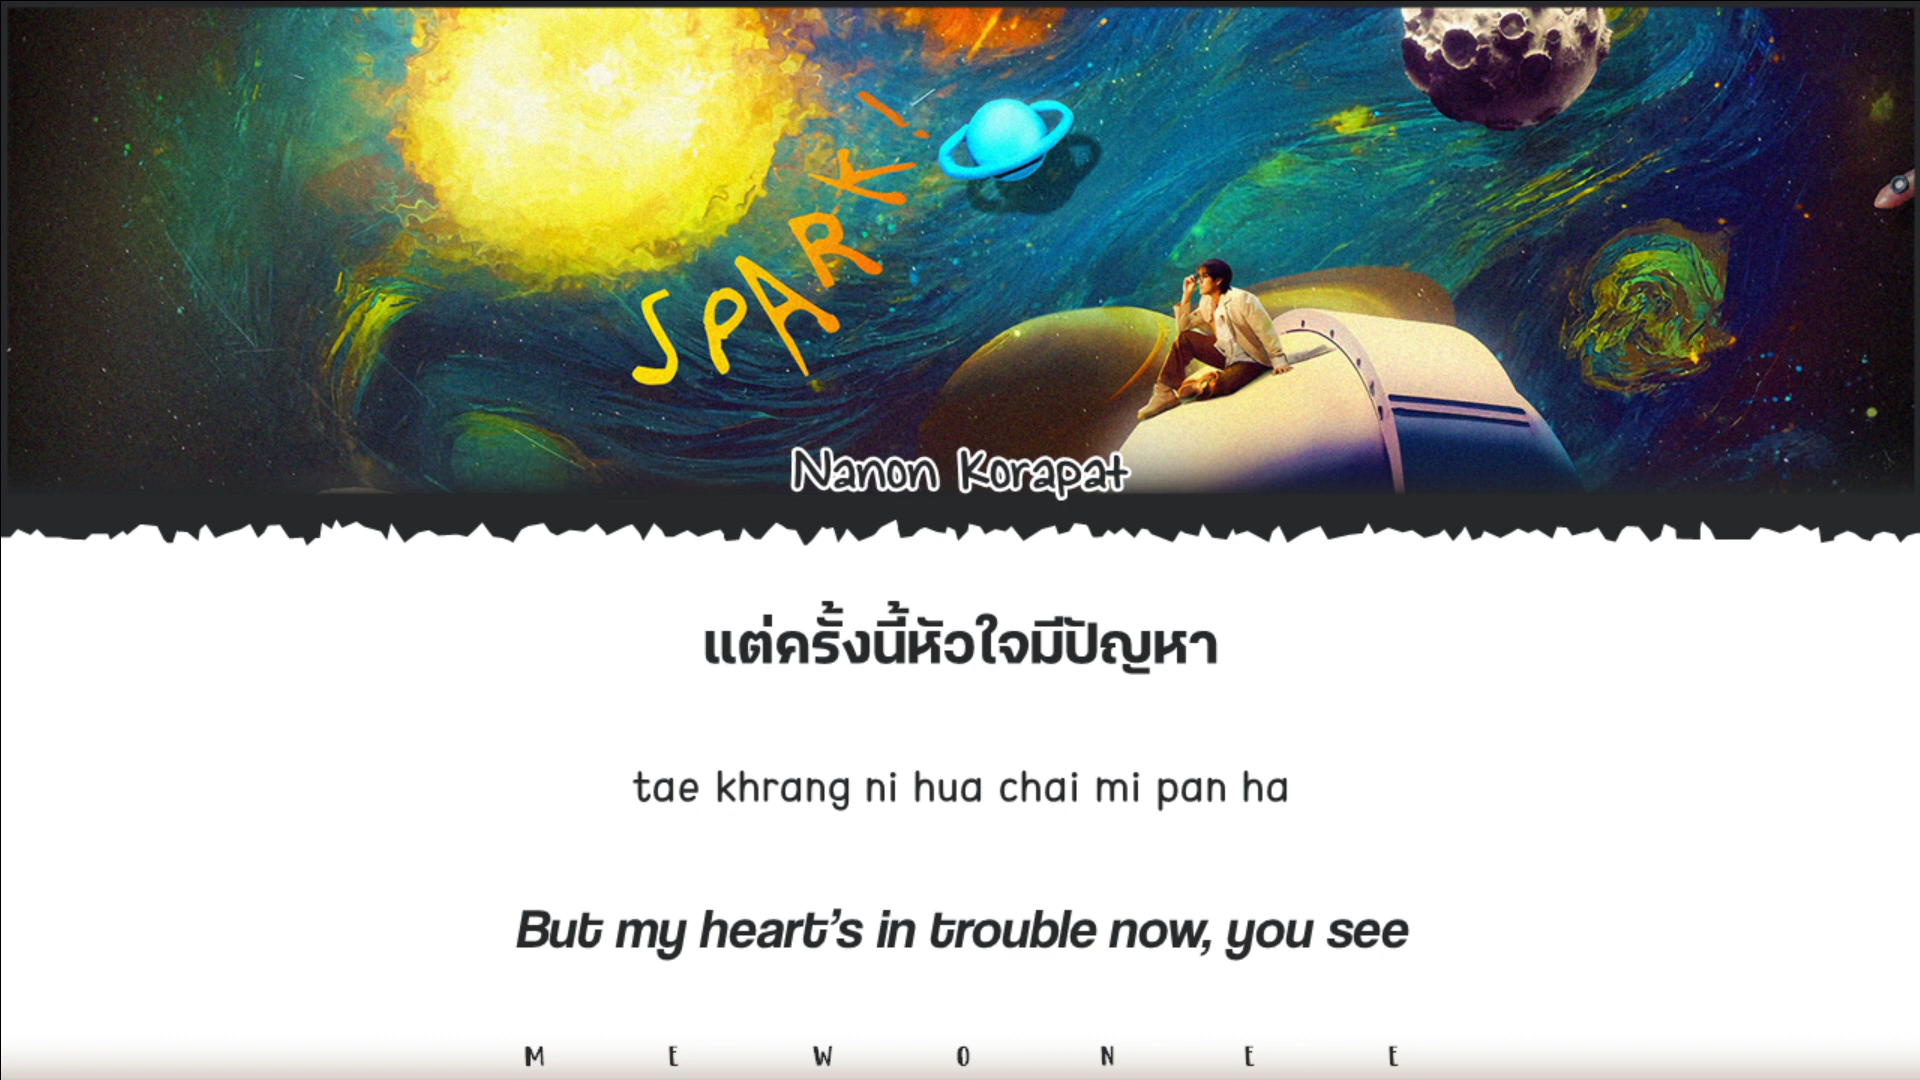 SPARK!
Nanon Korapat
แต่ครั้งนี้หัวใจมีปัญหา
tae khrang ni hua chai mi pan ha
But my heart's in trouble now, you see
M E W O N E E